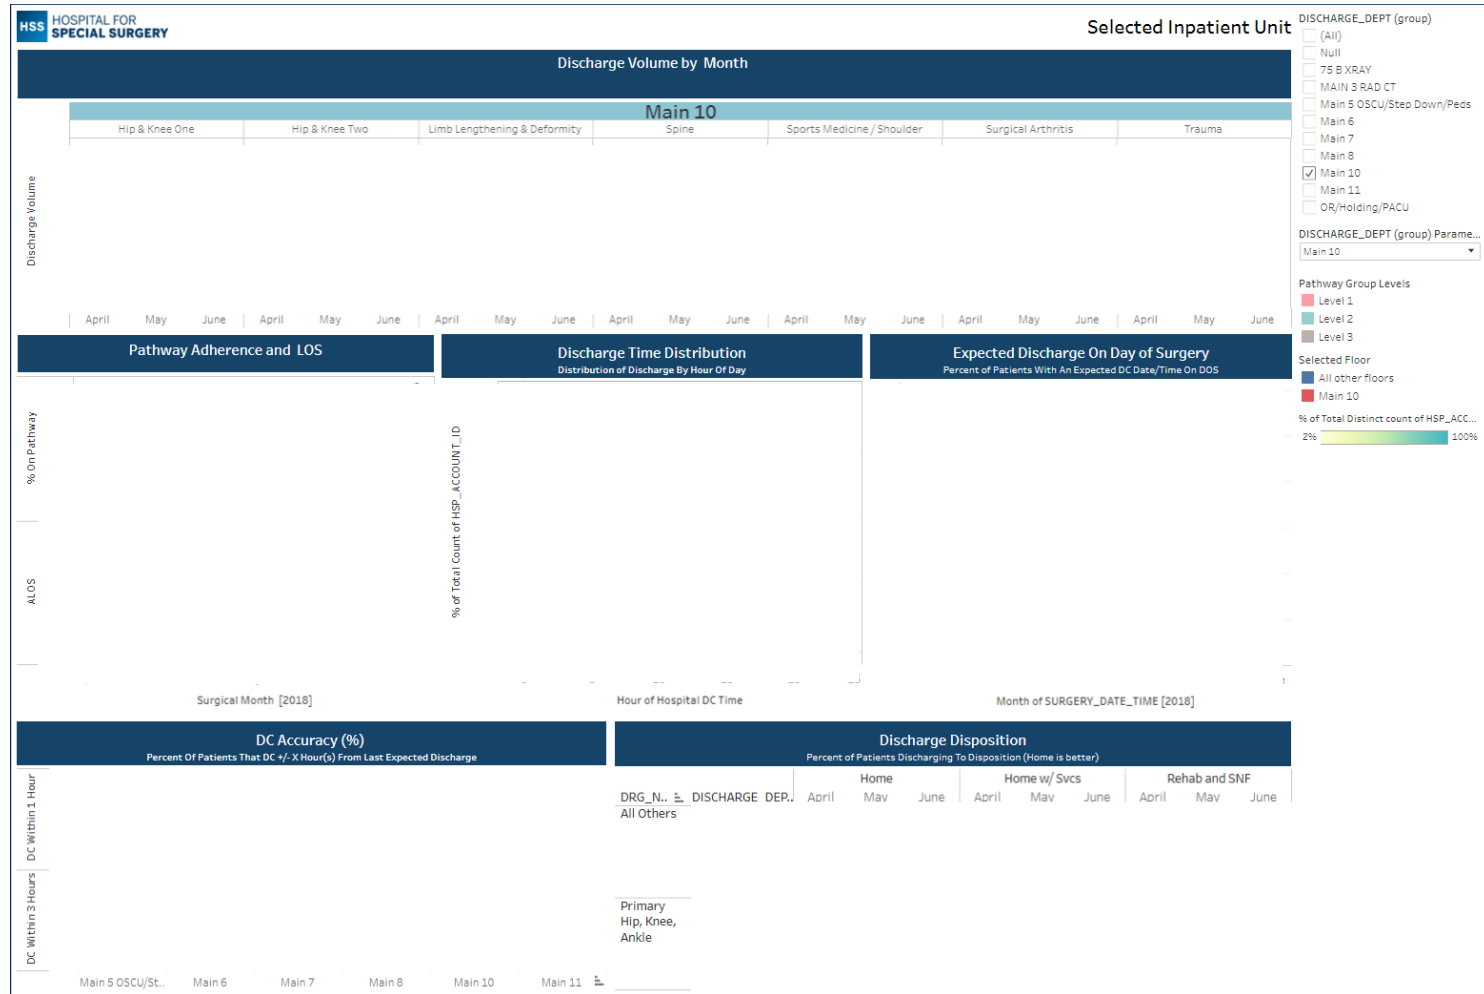 HSS HOSPITAL FOR
SPECIAL SURGERY
Selected Inpatient Unit
Discharge Volume by Month
Main 10
Hip & Knee One Hip & Knee Two Limb Lengthening & Deformity Spine Sports Medicine / Shoulder Surgical Arthritis Trauma
Discharge Volume
April May June April May June April May June April May June April May June April May June April May June
DISCHARGE_DEPT (group)
(All)
Null
75 B XRAY
MAIN 3 RAD CT
Main 5 OSCU/Step Down/Peds
Main 6
Main 7
Main 8
Main 10
Main 11
OR/Holding/PACU
DISCHARGE_DEPT (group) Parame...
Main 10
Pathway Group Levels
Level 1
Level 2
Level 3
Selected Floor
All other floors
Main 10
% of Total Distinct count of HSP_ACC...
2% 100%
Pathway Adherence and LOS
% On Pathway
ALOS
Surgical Month [2018]
Discharge Time Distribution
Distribution of Discharge By Hour Of Day
% of Total Count of HSP_ACCOUNT_ID
Hour of Hospital DC Time
Expected Discharge On Day of Surgery
Percent of Patients With An Expected DC Date/Time On DOS
Month of SURGERY_DATE_TIME [2018]
DC Accuracy (%)
Percent Of Patients That DC +/- X Hour(s) From Last Expected Discharge
DC Within 1 Hour
DC Within 3 Hours
Main 5 OSCU/St.. Main 6 Main 7 Main 8 Main 10 Main 11
Discharge Disposition
Percent of Patients Discharging To Disposition (Home is better)
Home Home w/ Svcs Rehab and SNF
DRG_N.. DISCHARGE_DEP.. April May June April May June April May June
All Others
Primary
Hip, Knee,
Ankle